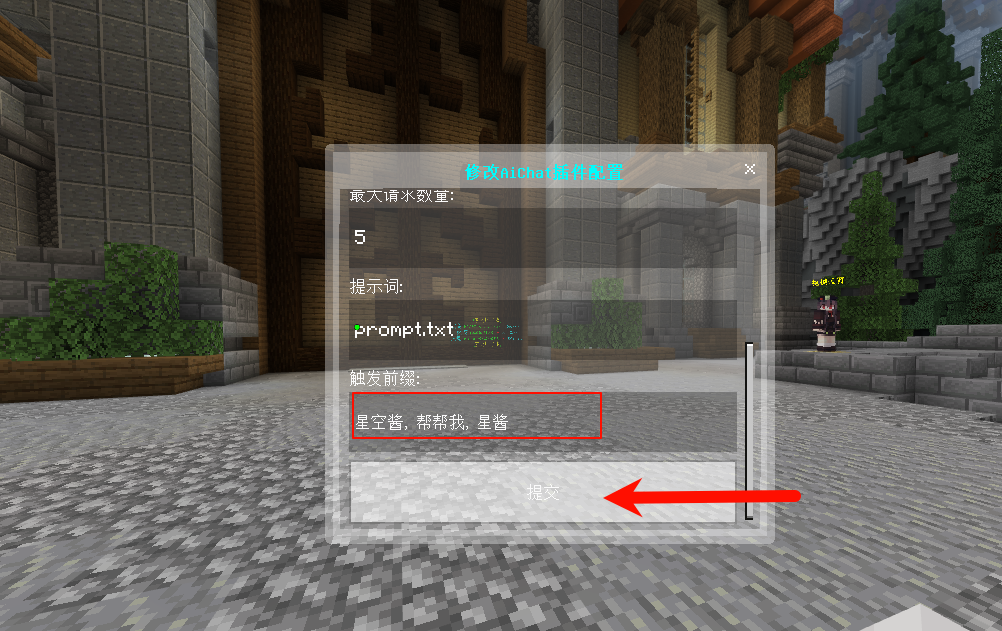 修改AiChat插件配置
最大请求数量:
5
提示词:
prompt.txt
触发前缀:
星空酱, 帮帮我, 星酱
提交